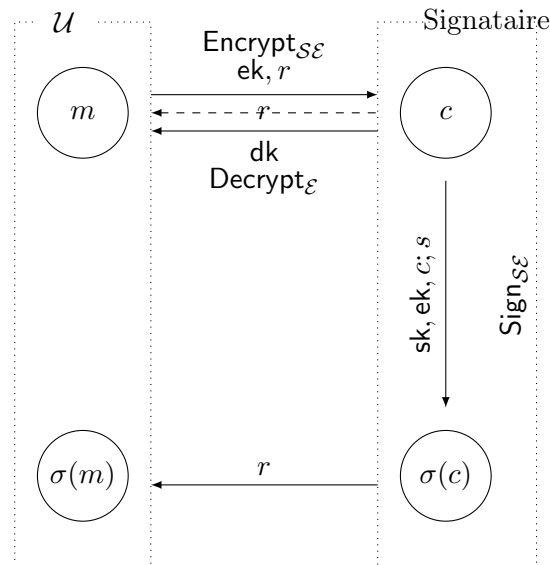 𝒰
Signataire
Encrypt_𝒮ℰ
ek, r
m
r
c
dk
Decrypt_ℰ
sk, ek, c; s
Sign_𝒮ℰ
σ(m)
r
σ(c)